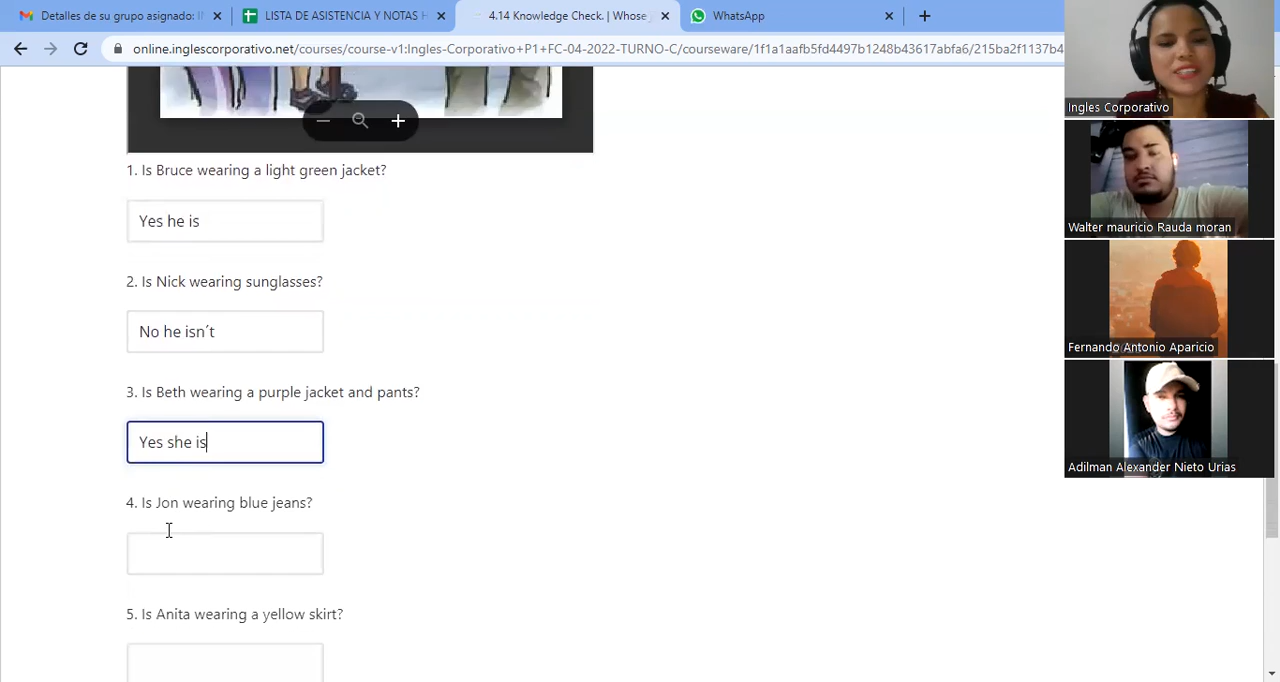 Detalles de su grupo asignado: I
LISTA DE ASISTENCIA Y NOTAS H
4.14 Knowledge Check. | Whose
WhatsApp
online.inglescorporativo.net/courses/course-v1:Ingles-Corporativo+P1+FC-04-2022-TURNO-C/courseware/1f1a1aafb5fd4497b1248b43617abfa6/215ba2f1137b4
Ingles Corporativo
Walter mauricio Rauda moran
Fernando Antonio Aparicio
Adilman Alexander Nieto Urias
1. Is Bruce wearing a light green jacket?
Yes he is
2. Is Nick wearing sunglasses?
No he isn´t
3. Is Beth wearing a purple jacket and pants?
Yes she is
4. Is Jon wearing blue jeans?
5. Is Anita wearing a yellow skirt?